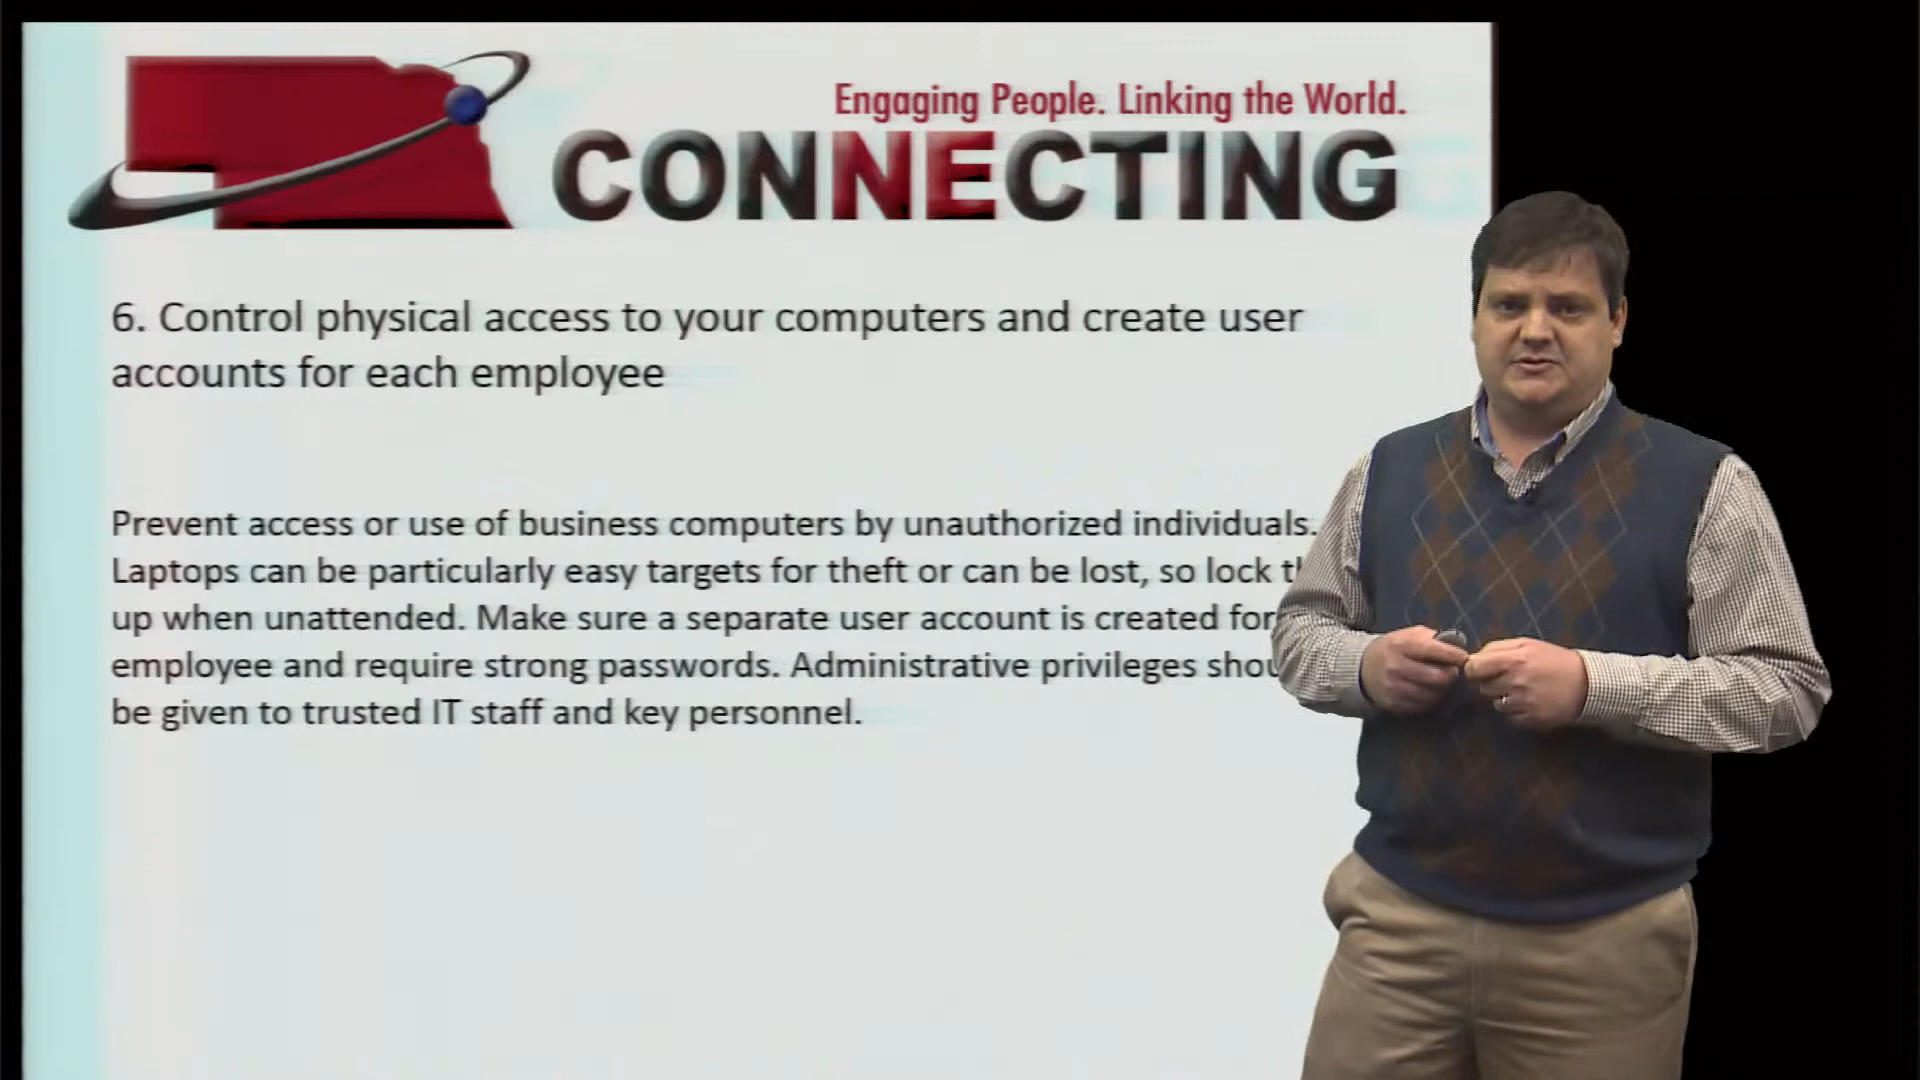 Engaging People. Linking the World.
CONNECTING
6. Control physical access to your computers and create user
accounts for each employee
Prevent access or use of business computers by unauthorized individuals.
Laptops can be particularly easy targets for theft or can be lost, so lock
up when unattended. Make sure a separate user account is created for
employee and require strong passwords. Administrative privileges
be given to trusted IT staff and key personnel.